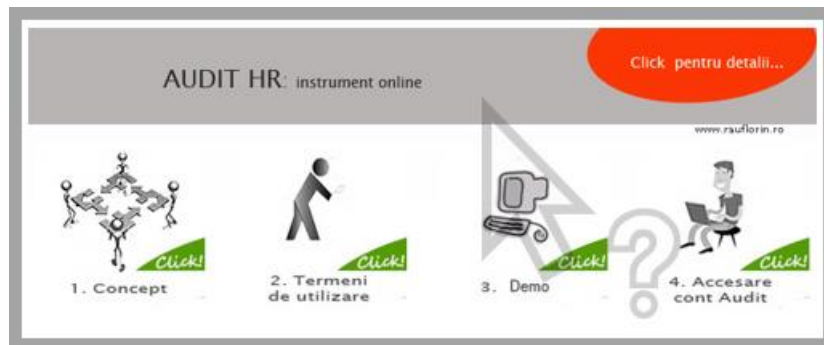 AUDIT HR: instrument online
Click pentru detalii...
www.rauflorin.ro
Click!
1. Concept
Click!
2. Termeni
de utilizare
Click!
3. Demo
Click!
4. Accesare
cont Audit